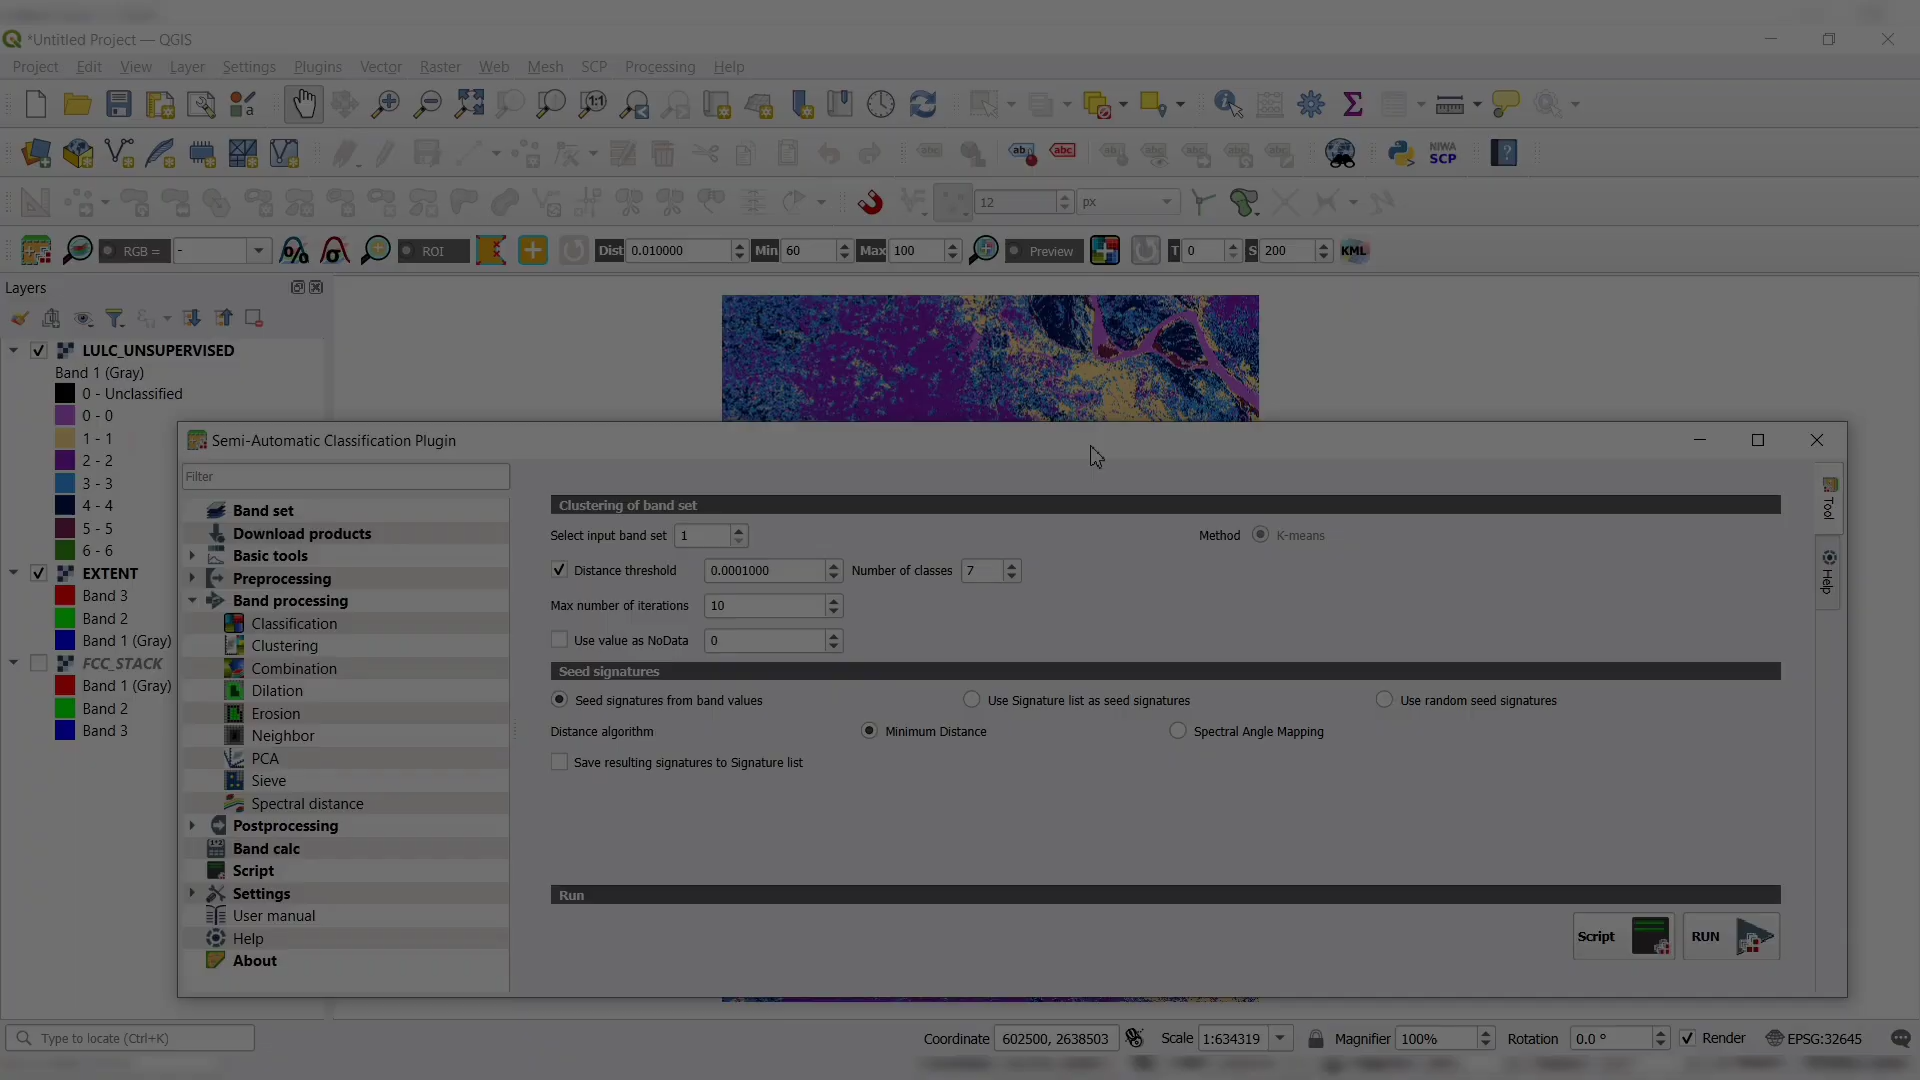 *Untitled Project — QGIS
Project Edit View Layer Settings Plugins Vector Raster Web Mesh SCP Processing Help
NIWA SCP
12 px
RGB = - ROI Dist 0.010000 Min 60 Max 100 Preview T 0 S 200 KML
Layers
LULC_UNSUPERVISED
Band 1 (Gray)
0 - Unclassified
0 - 0
1 - 1
2 - 2
3 - 3
4 - 4
5 - 5
6 - 6
EXTENT
Band 3
Band 2
Band 1 (Gray)
FCC_STACK
Band 1 (Gray)
Band 2
Band 3
Semi-Automatic Classification Plugin
Filter
Band set
Download products
Basic tools
Preprocessing
Band processing
Classification
Clustering
Combination
Dilation
Erosion
Neighbor
PCA
Sieve
Spectral distance
Postprocessing
Band calc
Script
Settings
User manual
Help
About
Clustering of band set
Select input band set 1 Method K-means
Distance threshold 0.0001000 Number of classes 7
Max number of iterations 10
Use value as NoData 0
Seed signatures
Seed signatures from band values Use Signature list as seed signatures Use random seed signatures
Distance algorithm Minimum Distance Spectral Angle Mapping
Save resulting signatures to Signature list
Run
Script RUN
Tool
Help
Type to locate (Ctrl+K) Coordinate 602500, 2638503 Scale 1:634319 Magnifier 100% Rotation 0.0 ° Render EPSG:32645